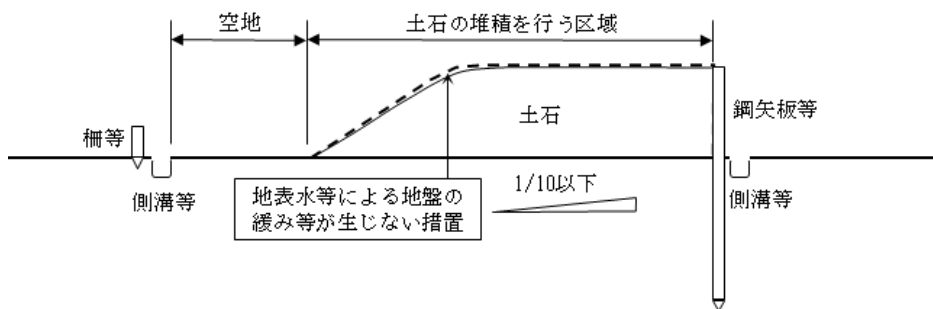 空地
土石の堆積を行う区域
土石
鋼矢板等
柵等
側溝等
地表水等による地盤の
緩み等が生じない措置
1/10以下
側溝等